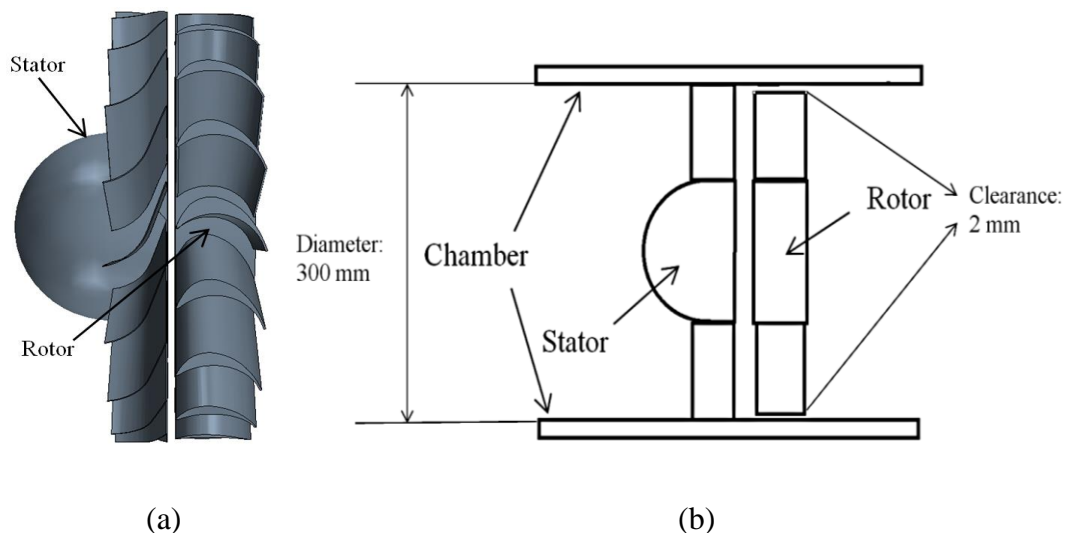 Stator
Rotor
Diameter:
300 mm
Chamber
Stator
Rotor
Clearance:
2 mm
(a)
(b)